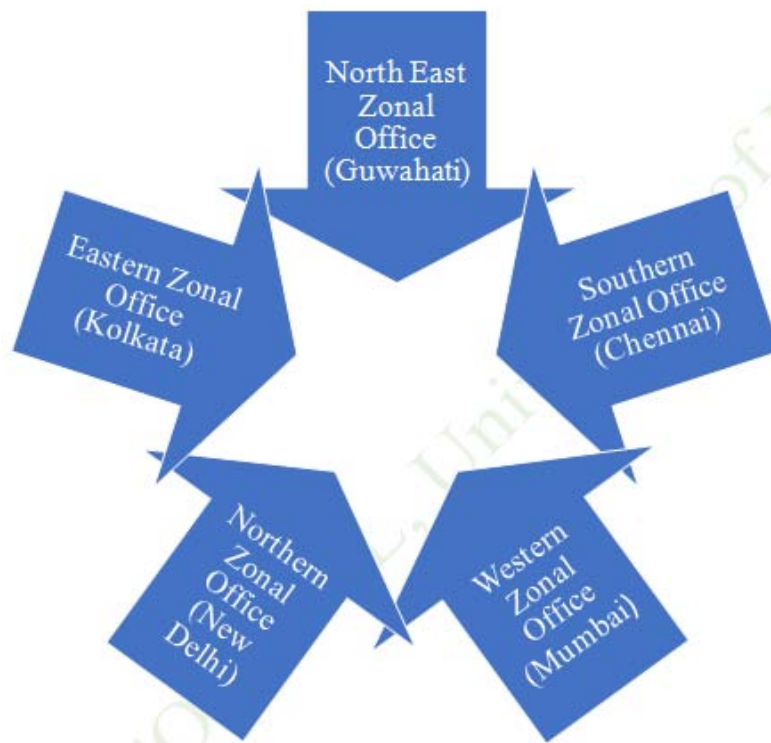 North East
Zonal
Office
(Guwahati)
Southern
Zonal Office
(Chennai)
Western
Zonal
Office
(Mumbai)
Northern
Zonal
Office
(New
Delhi)
Eastern Zonal
Office
(Kolkata)